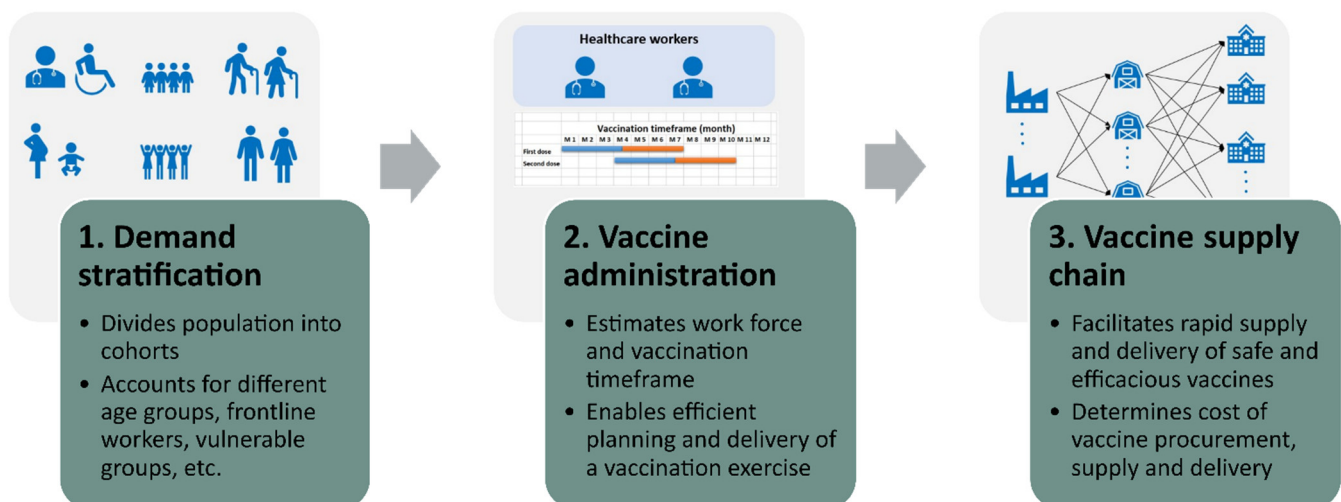 Healthcare workers
Vaccination timeframe (month)
M 1 M 2 M 3 M 4 M 5 M 6 M 7 M 8 M 9 M 10 M 11 M 12
First dose
Second dose
1. Demand
stratification
• Divides population into
cohorts
• Accounts for different
age groups, frontline
workers, vulnerable
groups, etc.
2. Vaccine
administration
• Estimates work force
and vaccination
timeframe
• Enables efficient
planning and delivery of
a vaccination exercise
3. Vaccine supply
chain
• Facilitates rapid supply
and delivery of safe and
efficacious vaccines
• Determines cost of
vaccine procurement,
supply and delivery